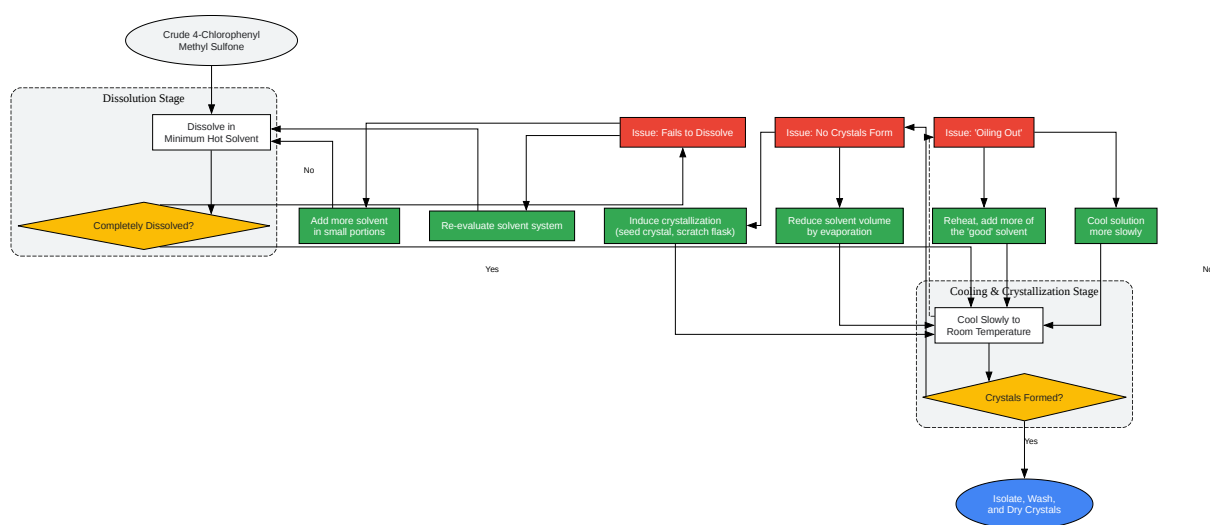 Crude 4-Chlorophenyl
Methyl Sulfone
Dissolution Stage
Dissolve in
Minimum Hot Solvent
Issue: Fails to Dissolve
Issue: No Crystals Form
Issue: 'Oiling Out'
No
Completely Dissolved?
Add more solvent
in small portions
Re-evaluate solvent system
Induce crystallization
(seed crystal, scratch flask)
Reduce solvent volume
by evaporation
Reheat, add more of
the 'good' solvent
Cool solution
more slowly
Yes
No
Cooling & Crystallization Stage
Cool Slowly to
Room Temperature
Crystals Formed?
Yes
Isolate, Wash,
and Dry Crystals